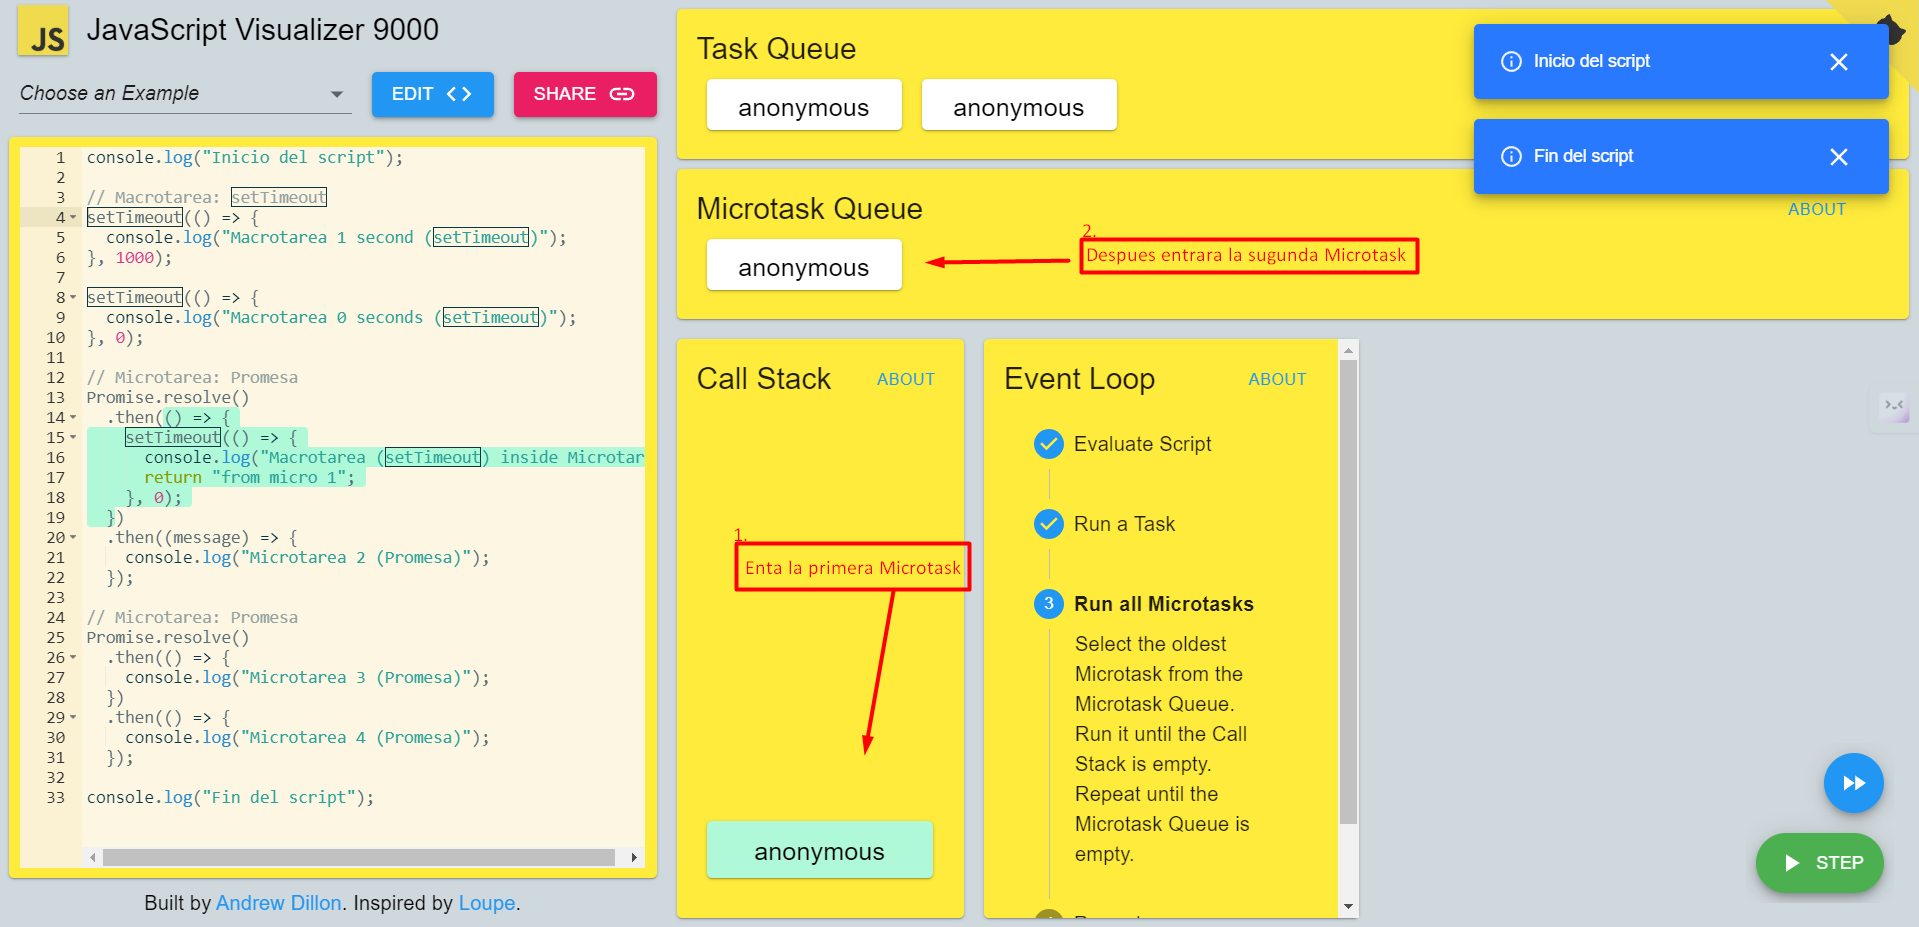 JS
JavaScript Visualizer 9000
Choose an Example
EDIT
SHARE
1 console.log("Inicio del script");
2
3 // Macrotarea: setTimeout
4 setTimeout(() => {
5 console.log("Macrotarea 1 second (setTimeout)");
6 }, 1000);
7
8 setTimeout(() => {
9 console.log("Macrotarea 0 seconds (setTimeout)");
10 }, 0);
11
12 // Microtarea: Promesa
13 Promise.resolve()
14 .then(() => {
15 setTimeout(() => {
16 console.log("Macrotarea (setTimeout) inside Microtar
17 return "from micro 1";
18 }, 0);
19 })
20 .then((message) => {
21 console.log("Microtarea 2 (Promesa)");
22 });
23
24 // Microtarea: Promesa
25 Promise.resolve()
26 .then(() => {
27 console.log("Microtarea 3 (Promesa)");
28 })
29 .then(() => {
30 console.log("Microtarea 4 (Promesa)");
31 });
32
33 console.log("Fin del script");
Built by Andrew Dillon. Inspired by Loupe.
Task Queue
anonymous
anonymous
Inicio del script
Fin del script
Microtask Queue
ABOUT
anonymous
2.
Despues entrara la sugunda Microtask
Call Stack
ABOUT
1.
Enta la primera Microtask
anonymous
Event Loop
ABOUT
Evaluate Script
Run a Task
3 Run all Microtasks
Select the oldest
Microtask from the
Microtask Queue.
Run it until the Call
Stack is empty.
Repeat until the
Microtask Queue is
empty.
STEP